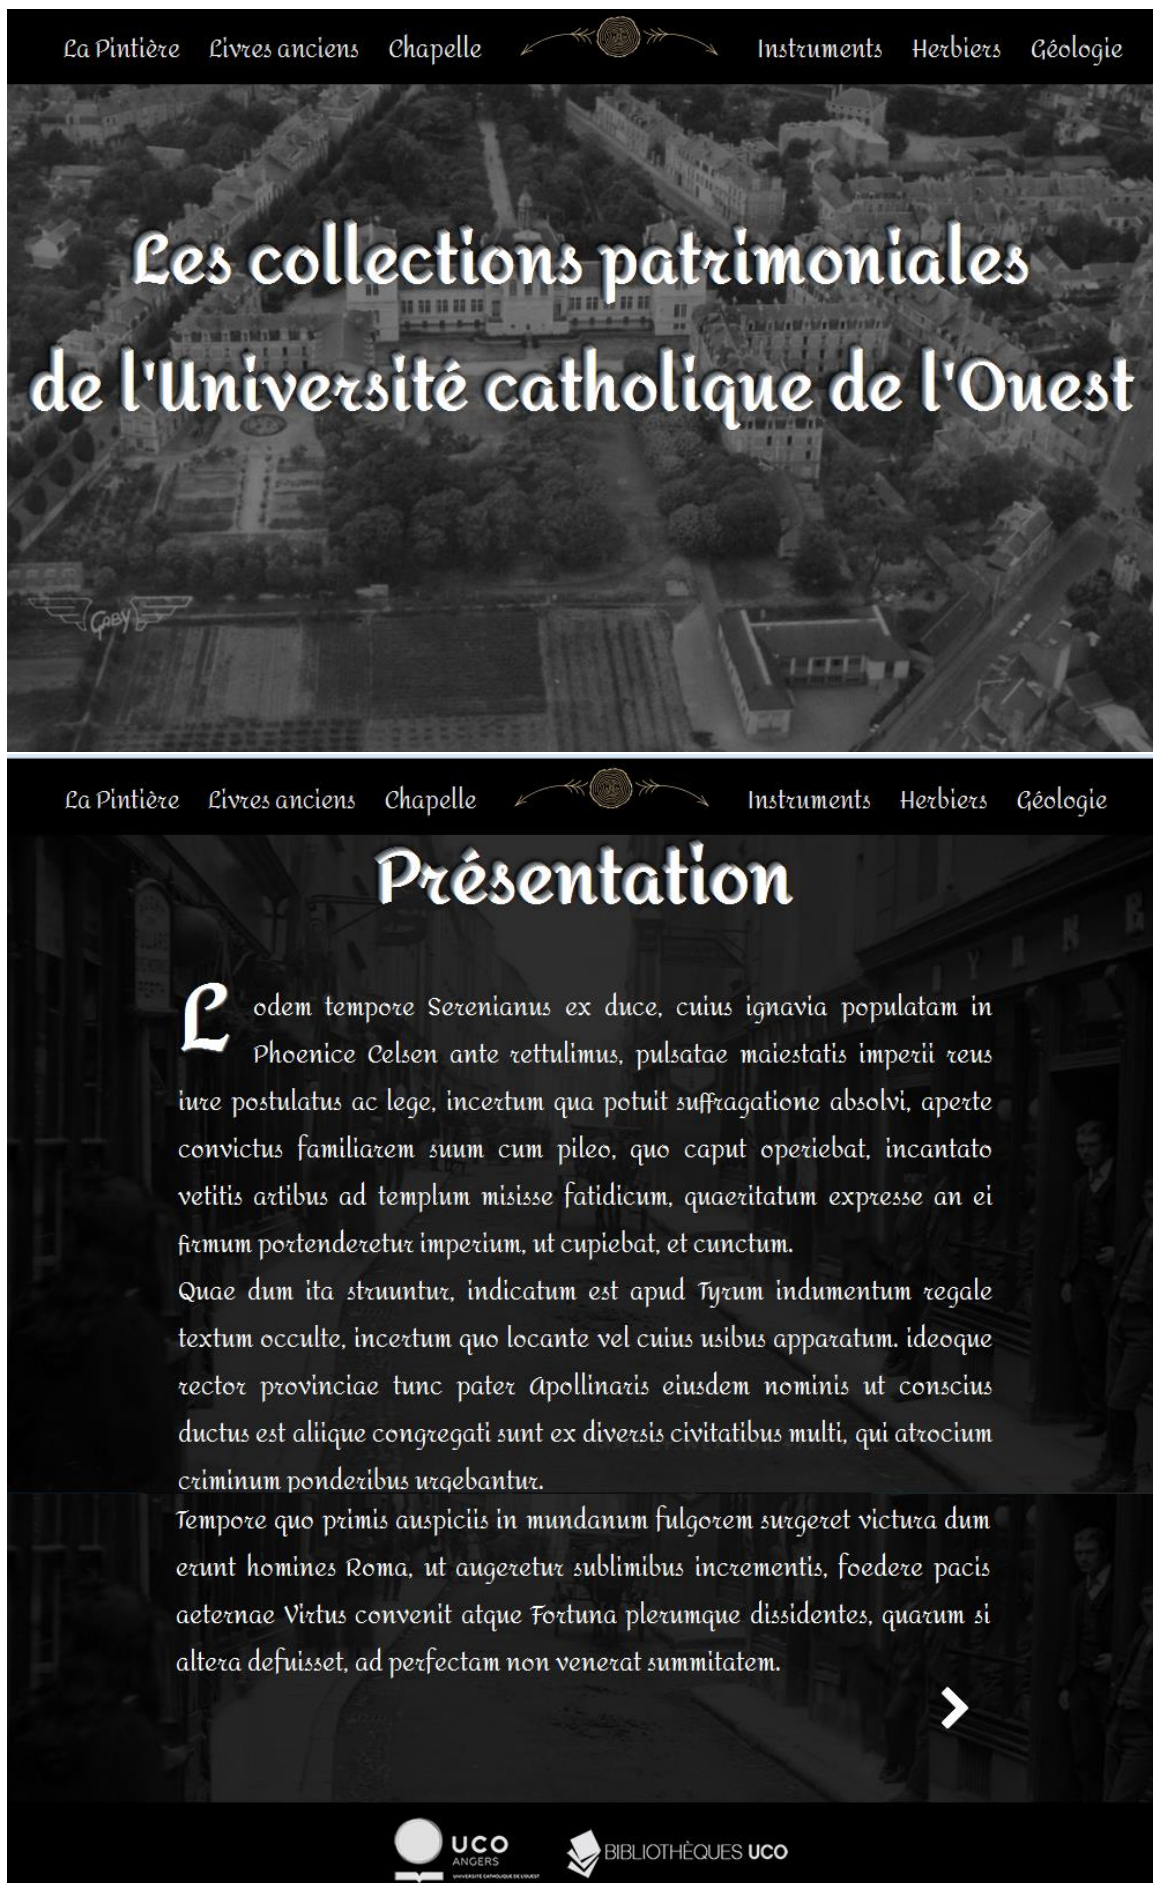 La Pintière Livres anciens Chapelle Instruments Herbiers Géologie
Les collections patrimoniales
de l'Université catholique de l'Ouest
GABY
La Pintière Livres anciens Chapelle Instruments Herbiers Géologie
Présentation
L odem tempore Serenianus ex duce, cuius ignavia populatam in
Phoenice Celsen ante rettulimus, pulsatae maiestatis imperii reus
iure postulatus ac lege, incertum qua potuit suffragatione absolvi, aperte
convictus familiarem suum cum pileo, quo caput operiebat, incantato
vetitis artibus ad templum misisse fatidicum, quaeritatum expresse an ei
firmum portenderetur imperium, ut cupiebat, et cunctum.
Quae dum ita struuntur, indicatum est apud Tyrum indumentum regale
textum occulte, incertum quo locante vel cuius usibus apparatum. ideoque
rector provinciae tunc pater Apollinaris eiusdem nominis ut conscius
ductus est aliique congregati sunt ex diversis civitatibus multi, qui atrocium
criminum ponderibus urgebantur.
Tempore quo primis auspiciis in mundanum fulgorem surgeret victura dum
erunt homines Roma, ut augeretur sublimibus incrementis, foedere pacis
aeternae Virtus convenit atque Fortuna plerumque dissidentes, quarum si
altera defuisset, ad perfectam non venerat summitatem.
UCO
ANGERS
UNIVERSITÉ CATHOLIQUE DE L'OUEST
BIBLIOTHÈQUES UCO